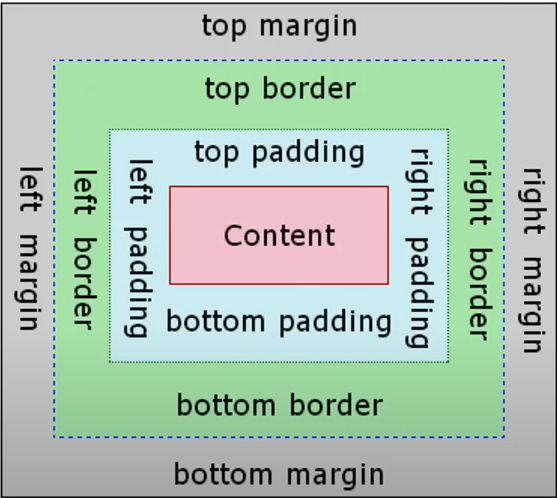 top margin
top border
top padding
left margin
left border
left padding
Content
right padding
right border
right margin
bottom padding
bottom border
bottom margin